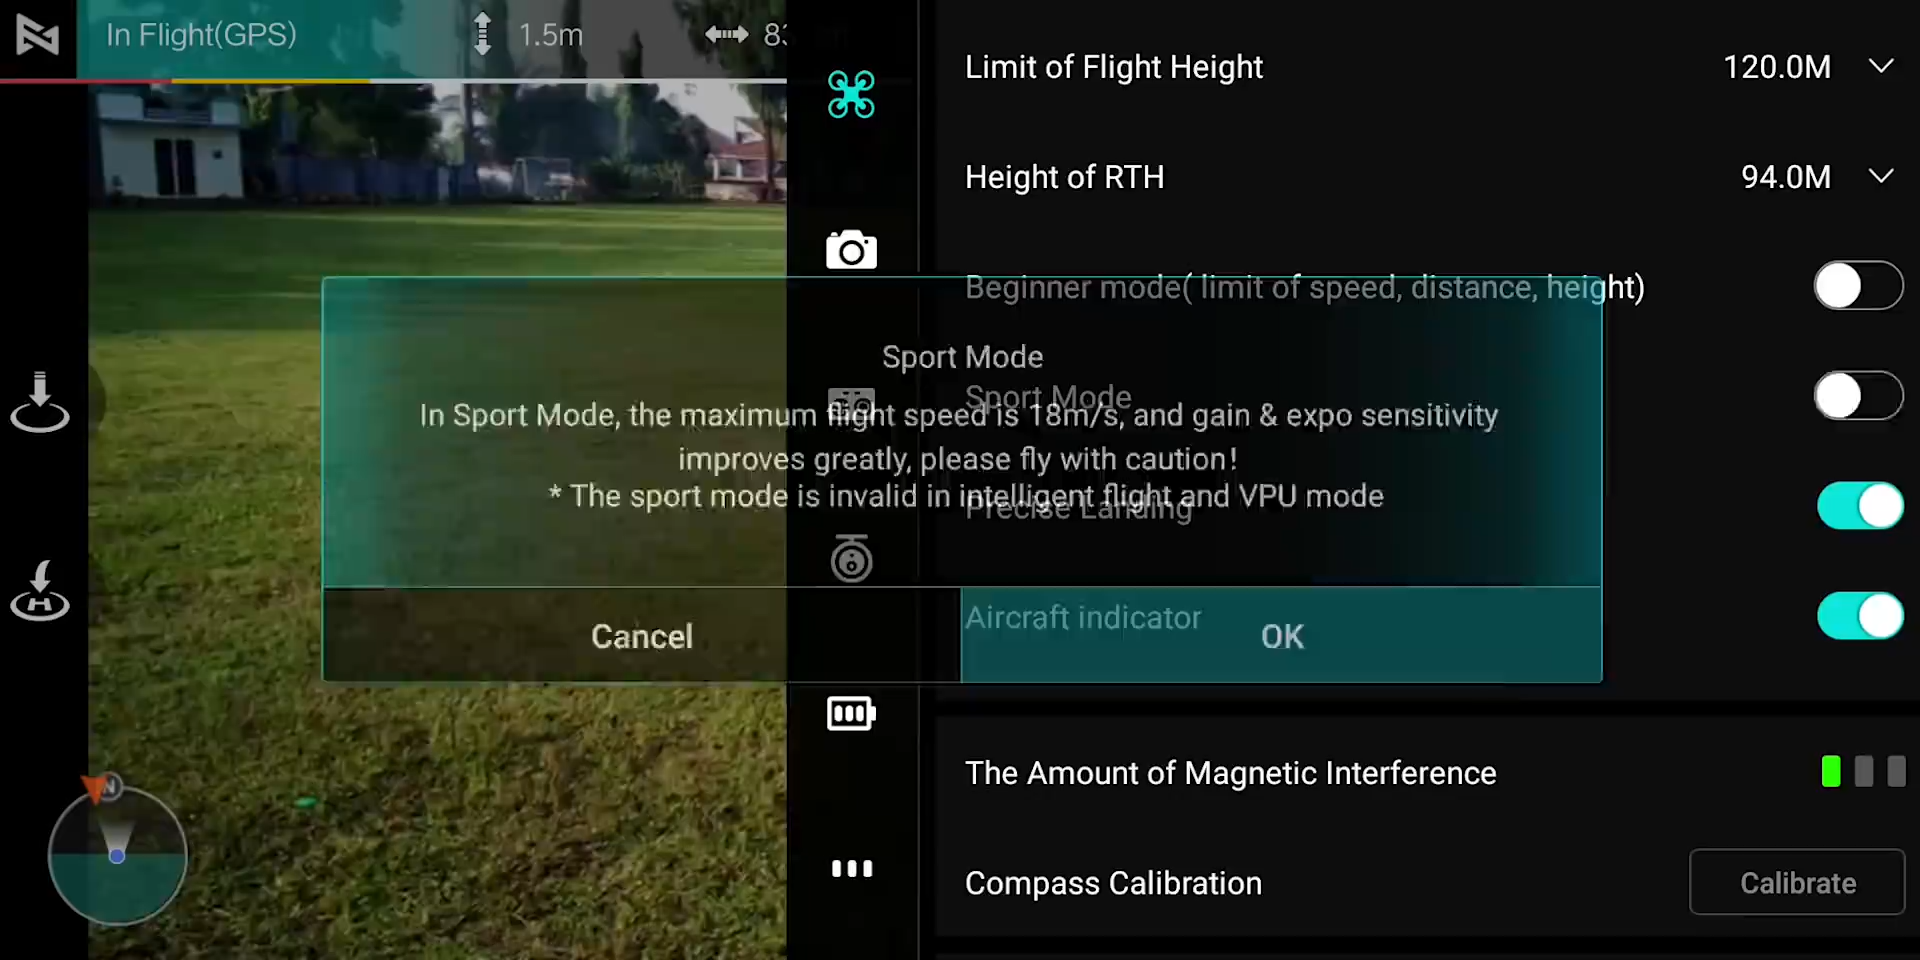 In Flight(GPS)
1.5m
Limit of Flight Height
120.0M
Height of RTH
94.0M
Beginner mode( limit of speed, distance, height)
Sport Mode
Sport Mode
In Sport Mode, the maximum flight speed is 18m/s, and gain & expo sensitivity
improves greatly, please fly with caution!
* The sport mode is invalid in intelligent flight and VPU mode
Precise Landing
Aircraft indicator
Cancel
OK
The Amount of Magnetic Interference
N
Compass Calibration
Calibrate